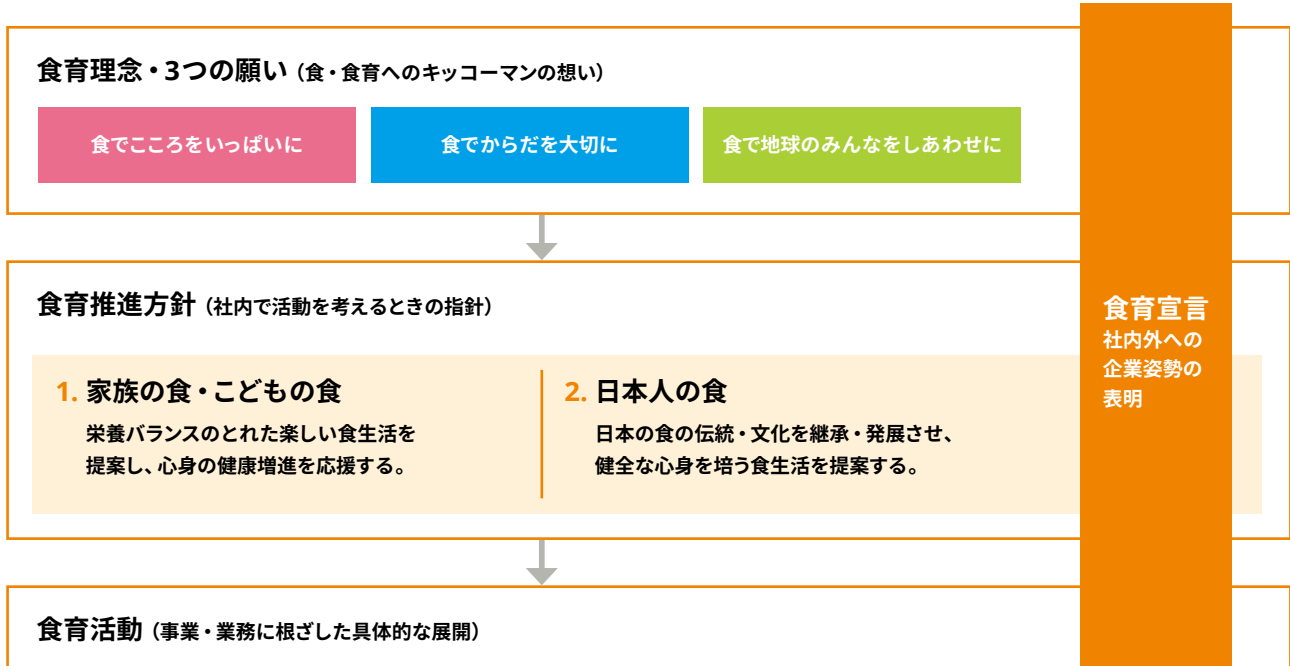 食育理念・3つの願い（食・食育へのキッコーマンの想い）
食でこころをいっぱいに
食でからだを大切に
食で地球のみんなをしあわせに
食育推進方針（社内で活動を考えるときの指針）
1. 家族の食・こどもの食
栄養バランスのとれた楽しい食生活を
提案し、心身の健康増進を応援する。
2. 日本人の食
日本の食の伝統・文化を継承・発展させ、
健全な心身を培う食生活を提案する。
食育宣言
社内外への
企業姿勢の
表明
食育活動（事業・業務に根ざした具体的な展開）